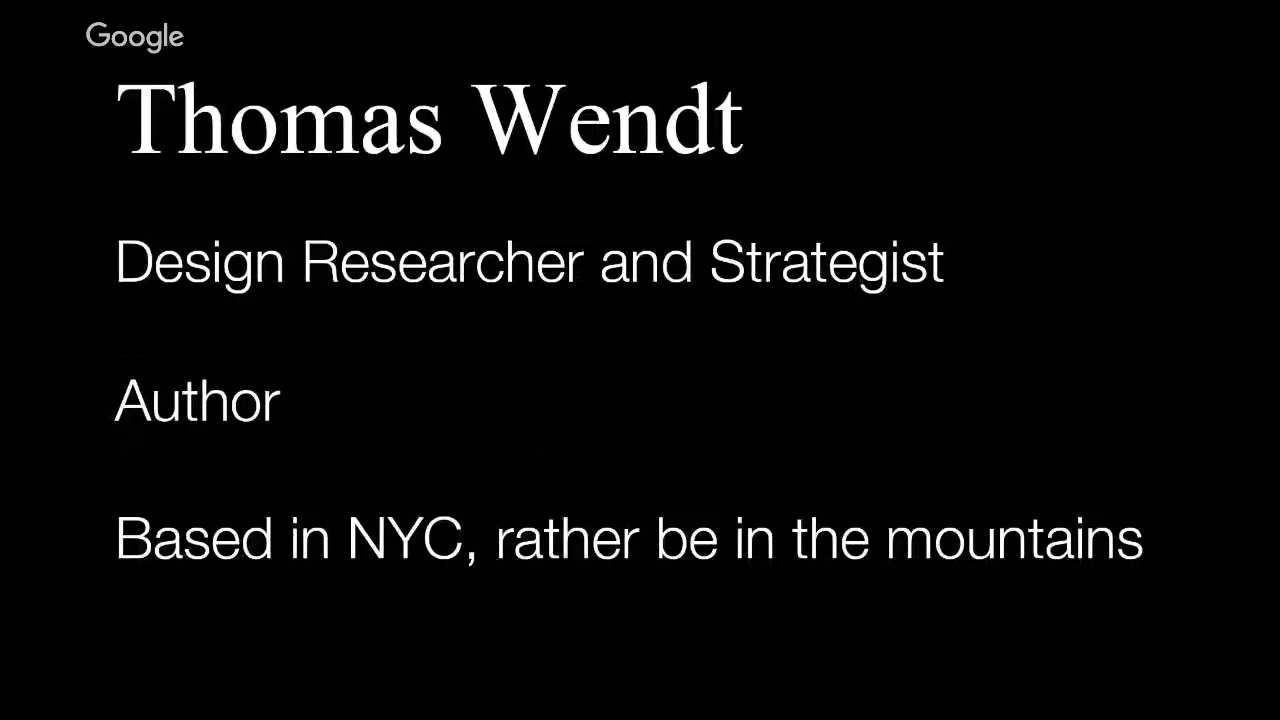 Google
Thomas Wendt
Design Researcher and Strategist
Author
Based in NYC, rather be in the mountains